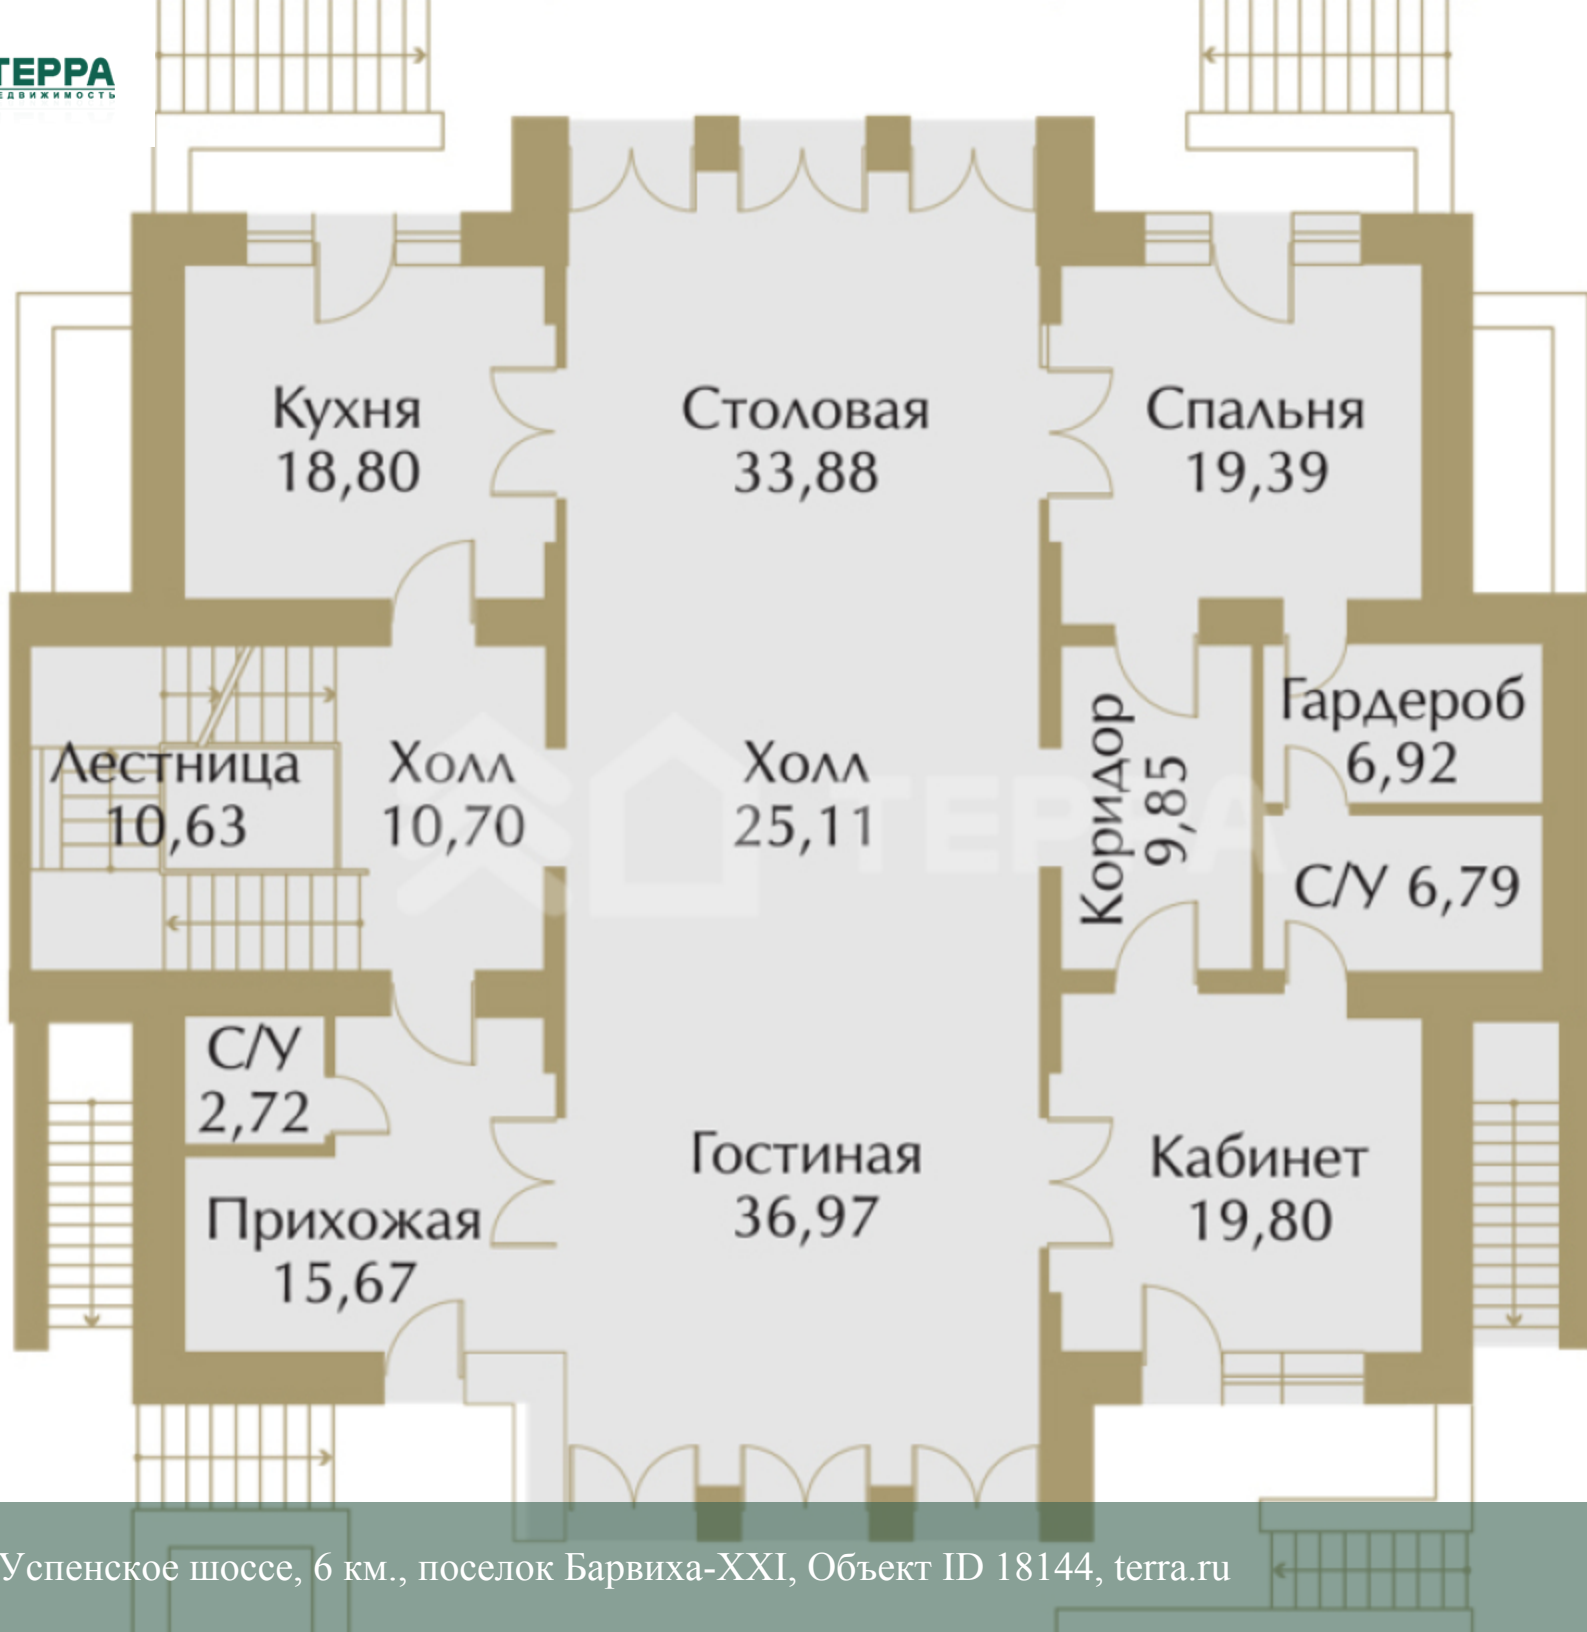 ТЕРРА
ЕДВИЖИМОСТЬ
Кухня
18,80
Столовая
33,88
Спальня
19,39
Лестница
10,63
Холл
10,70
Холл
25,11
ТЕРРА
Коридор
9,85
Гардероб
6,92
С/У 6,79
С/У
2,72
Прихожая
15,67
Гостиная
36,97
Кабинет
19,80
Успенское шоссе, 6 км., поселок Барвиха-XXI, Объект ID 18144, terra.ru